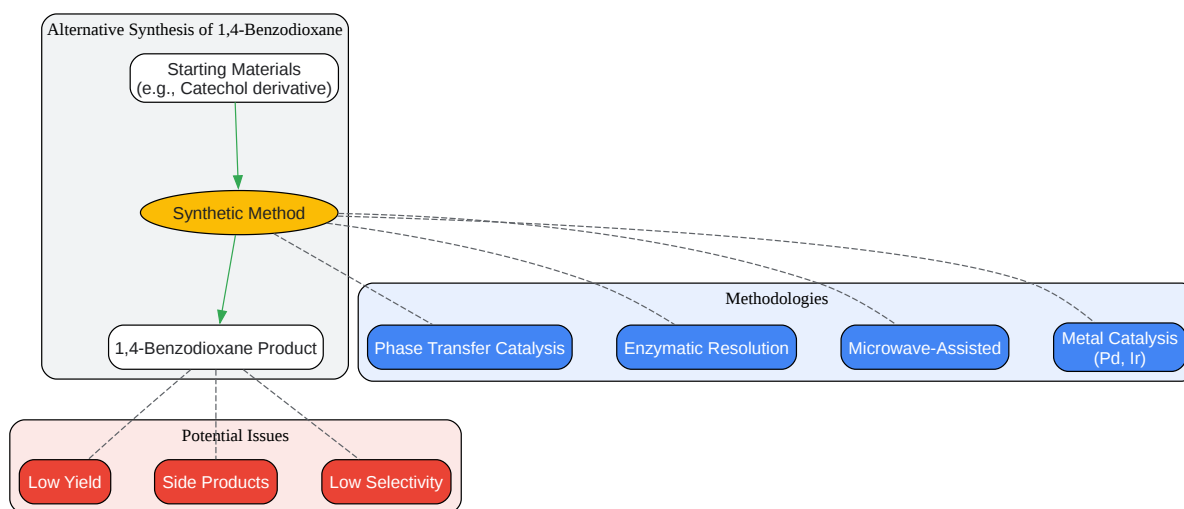 Alternative Synthesis of 1,4-Benzodioxane
Starting Materials
(e.g., Catechol derivative)
Synthetic Method
1,4-Benzodioxane Product
Methodologies
Phase Transfer Catalysis
Enzymatic Resolution
Microwave-Assisted
Metal Catalysis
(Pd, Ir)
Potential Issues
Low Yield
Side Products
Low Selectivity